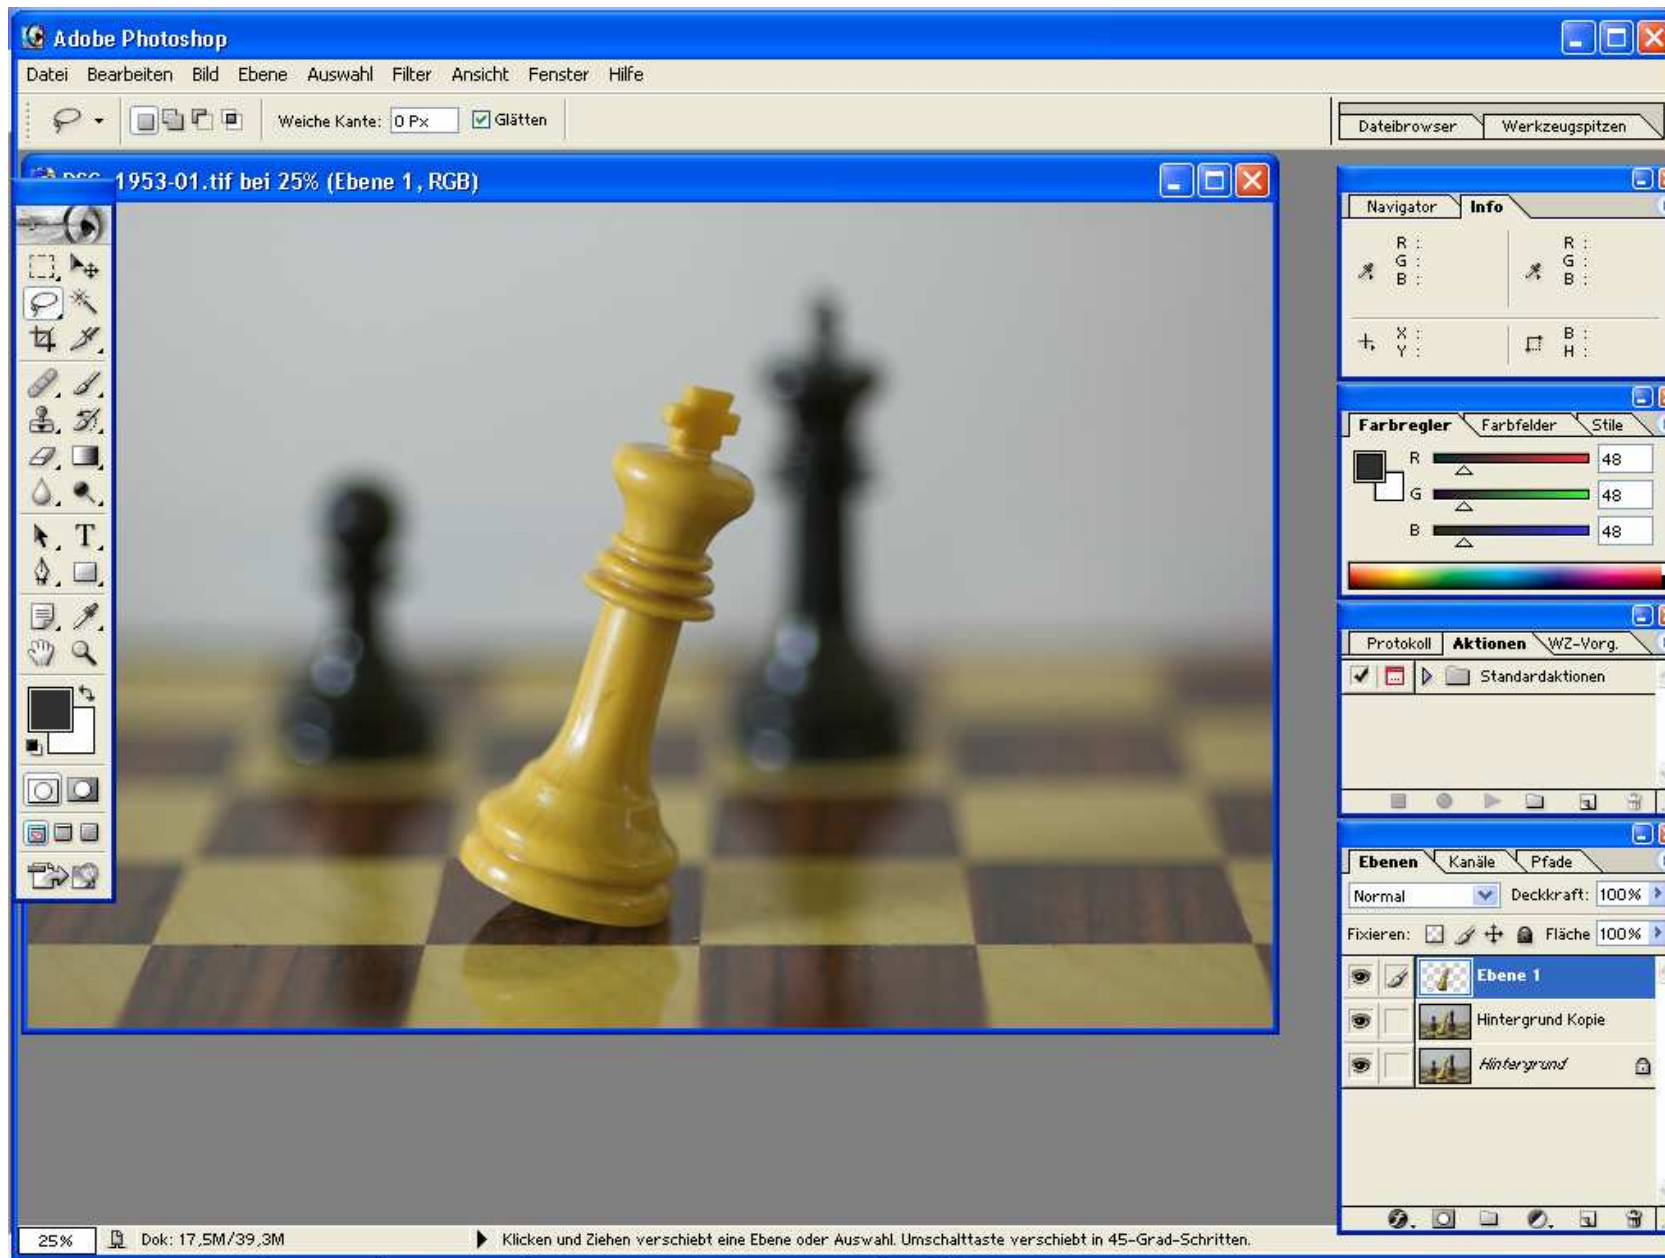 Adobe Photoshop
Datei Bearbeiten Bild Ebene Auswahl Filter Ansicht Fenster Hilfe
Weiche Kante: 0 Px Glätten
Dateibrowser Werkzeugspitzen
1953-01.tif bei 25% (Ebene 1, RGB)
Navigator Info
R : R :
G : G :
B : B :
X : B :
Y : H :
Farbregler Farbfelder Stile
R 48
G 48
B 48
T
Protokoll Aktionen WZ-Vorg.
Standardaktionen
Ebenen Kanäle Pfade
Normal Deckkraft: 100%
Fixieren: Fläche 100%
Ebene 1
Hintergrund Kopie
Hintergrund
25% Dok: 17,5M/39,3M Klicken und Ziehen verschiebt eine Ebene oder Auswahl. Umschalttaste verschiebt in 45-Grad-Schritten.